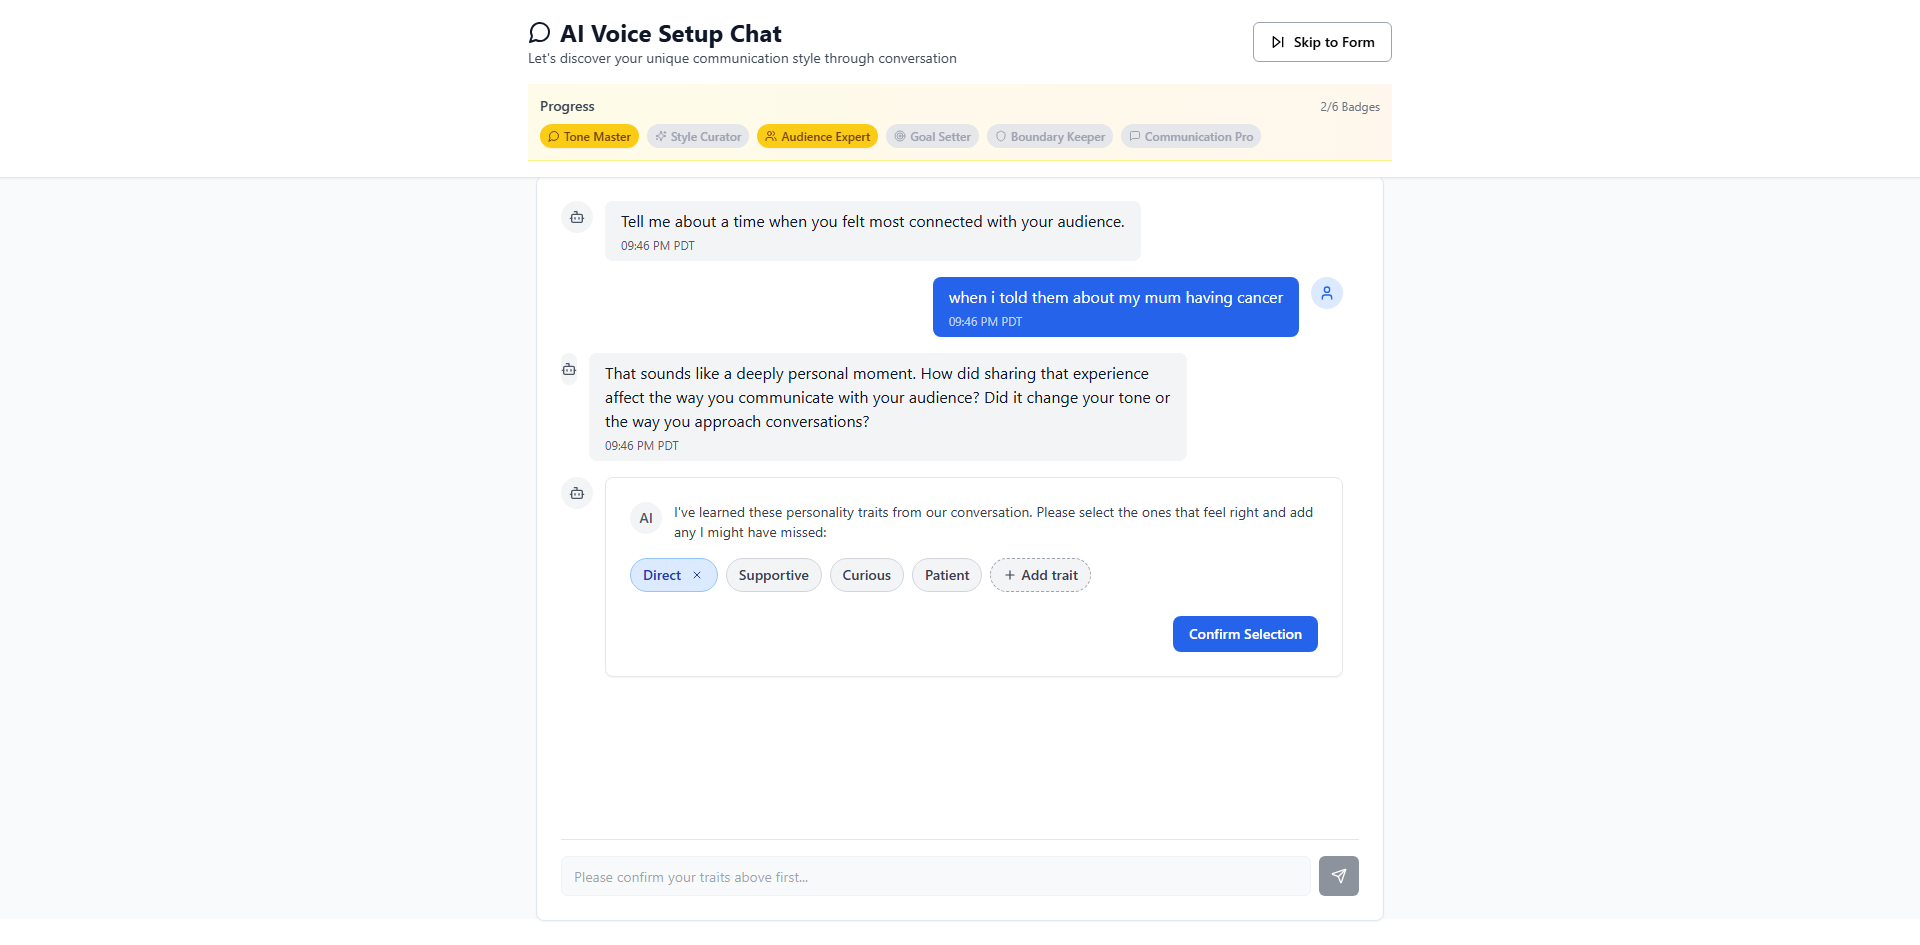 AI Voice Setup Chat
Let's discover your unique communication style through conversation
Skip to Form
Progress
2/6 Badges
Tone Master
Style Curator
Audience Expert
Goal Setter
Boundary Keeper
Communication Pro
Tell me about a time when you felt most connected with your audience.
09:46 PM PDT
when i told them about my mum having cancer
09:46 PM PDT
That sounds like a deeply personal moment. How did sharing that experience
affect the way you communicate with your audience? Did it change your tone or
the way you approach conversations?
09:46 PM PDT
AI
I've learned these personality traits from our conversation. Please select the ones that feel right and add
any I might have missed:
Direct ×
Supportive
Curious
Patient
+ Add trait
Confirm Selection
Please confirm your traits above first...